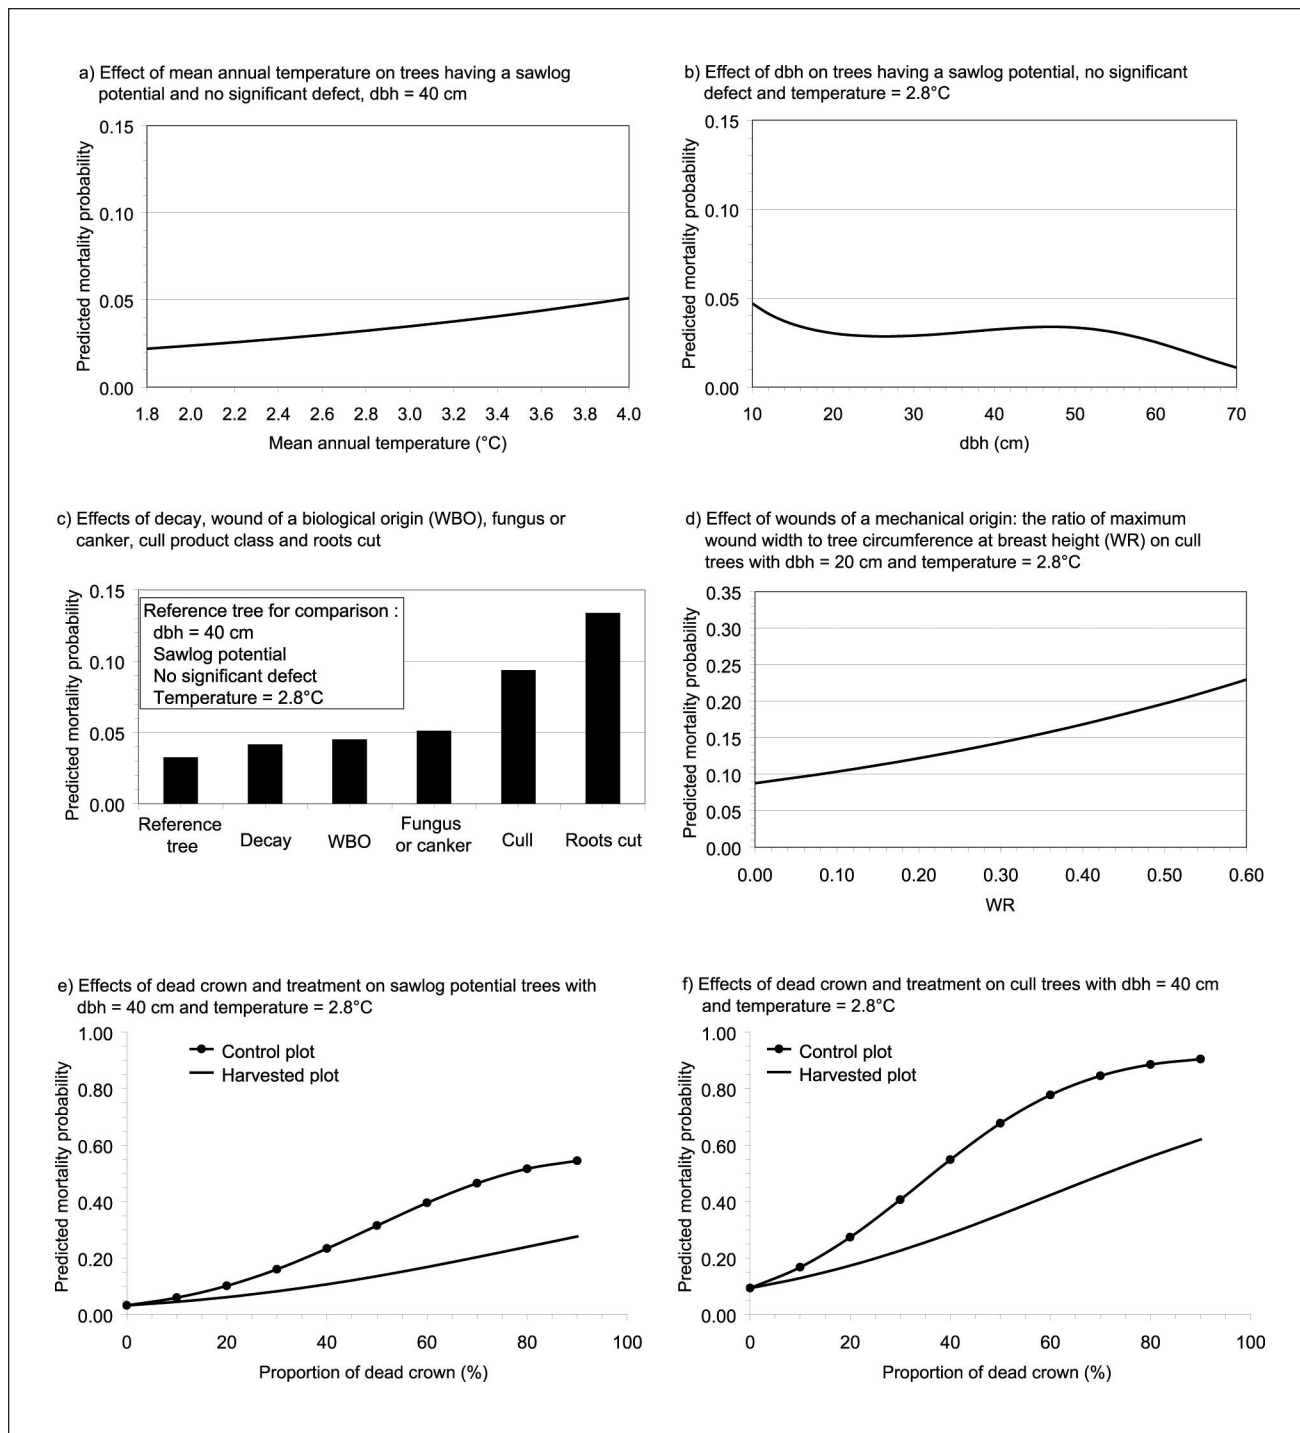 a) Effect of mean annual temperature on trees having a sawlog
potential and no significant defect, dbh = 40 cm
Predicted mortality probability
0.15
0.10
0.05
0.00
1.8 2.0 2.2 2.4 2.6 2.8 3.0 3.2 3.4 3.6 3.8 4.0
Mean annual temperature (°C)
b) Effect of dbh on trees having a sawlog potential, no significant
defect and temperature = 2.8°C
Predicted mortality probability
0.15
0.10
0.05
0.00
10 20 30 40 50 60 70
dbh (cm)
c) Effects of decay, wound of a biological origin (WBO), fungus or
canker, cull product class and roots cut
Predicted mortality probability
0.15
0.10
0.05
0.00
Reference tree for comparison :
dbh = 40 cm
Sawlog potential
No significant defect
Temperature = 2.8°C
Reference
tree
Decay
WBO
Fungus
or canker
Cull
Roots cut
d) Effect of wounds of a mechanical origin: the ratio of maximum
wound width to tree circumference at breast height (WR) on cull
trees with dbh = 20 cm and temperature = 2.8°C
Predicted mortality probability
0.35
0.30
0.25
0.20
0.15
0.10
0.05
0.00
0.00 0.10 0.20 0.30 0.40 0.50 0.60
WR
e) Effects of dead crown and treatment on sawlog potential trees with
dbh = 40 cm and temperature = 2.8°C
Predicted mortality probability
1.00
0.80
0.60
0.40
0.20
0.00
Control plot
Harvested plot
0 20 40 60 80 100
Proportion of dead crown (%)
f) Effects of dead crown and treatment on cull trees with dbh = 40 cm
and temperature = 2.8°C
Predicted mortality probability
1.00
0.80
0.60
0.40
0.20
0.00
Control plot
Harvested plot
0 20 40 60 80 100
Proportion of dead crown (%)